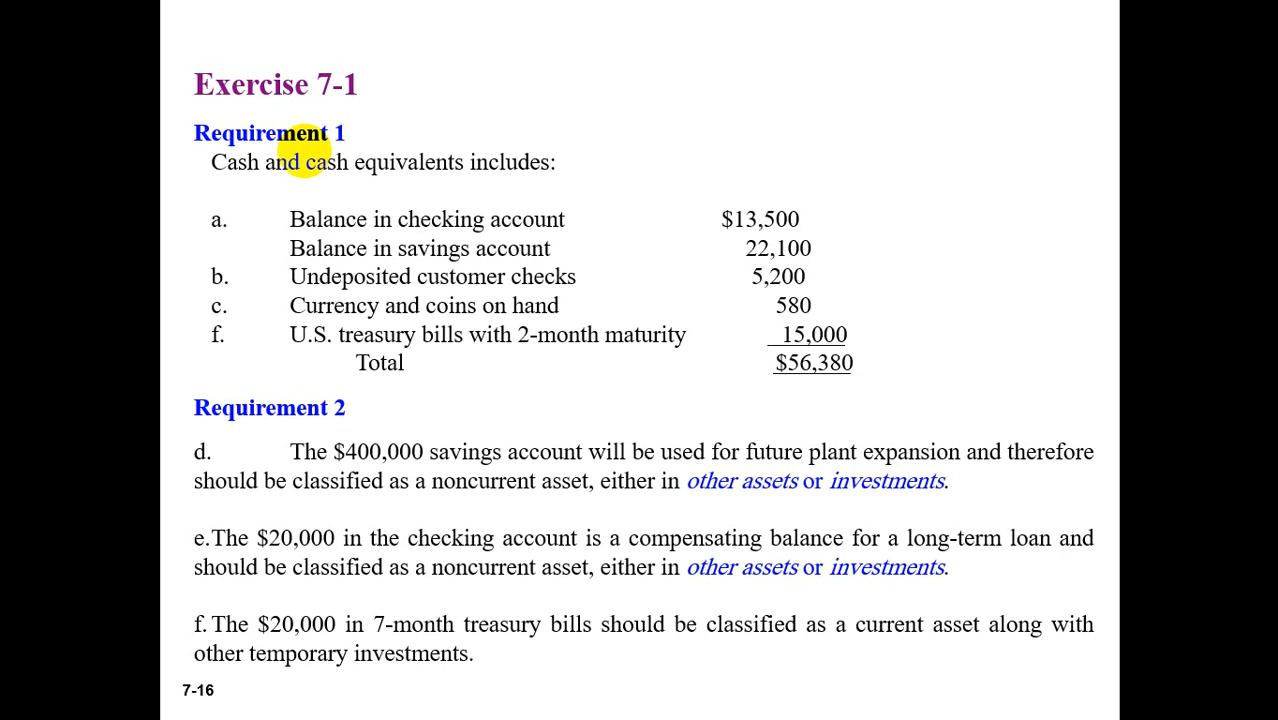 Exercise 7-1
Requirement 1
Cash and cash equivalents includes:
a. Balance in checking account $13,500
Balance in savings account 22,100
b. Undeposited customer checks 5,200
c. Currency and coins on hand 580
f. U.S. treasury bills with 2-month maturity 15,000
Total $56,380
Requirement 2
d. The $400,000 savings account will be used for future plant expansion and therefore
should be classified as a noncurrent asset, either in other assets or investments.
e.The $20,000 in the checking account is a compensating balance for a long-term loan and
should be classified as a noncurrent asset, either in other assets or investments.
f. The $20,000 in 7-month treasury bills should be classified as a current asset along with
other temporary investments.
7-16